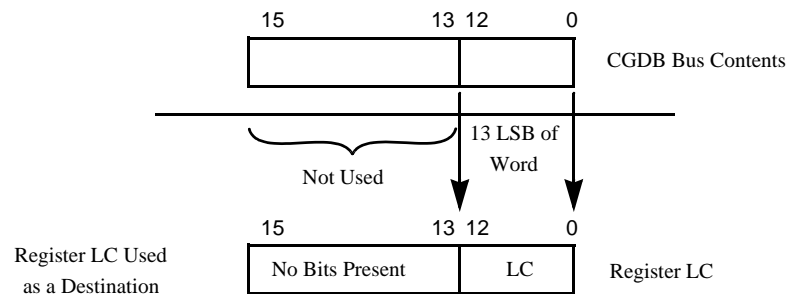 15 13 12 0
CGDB Bus Contents
13 LSB of
Word
Not Used
15 13 12 0
Register LC Used
as a Destination
No Bits Present
LC
Register LC